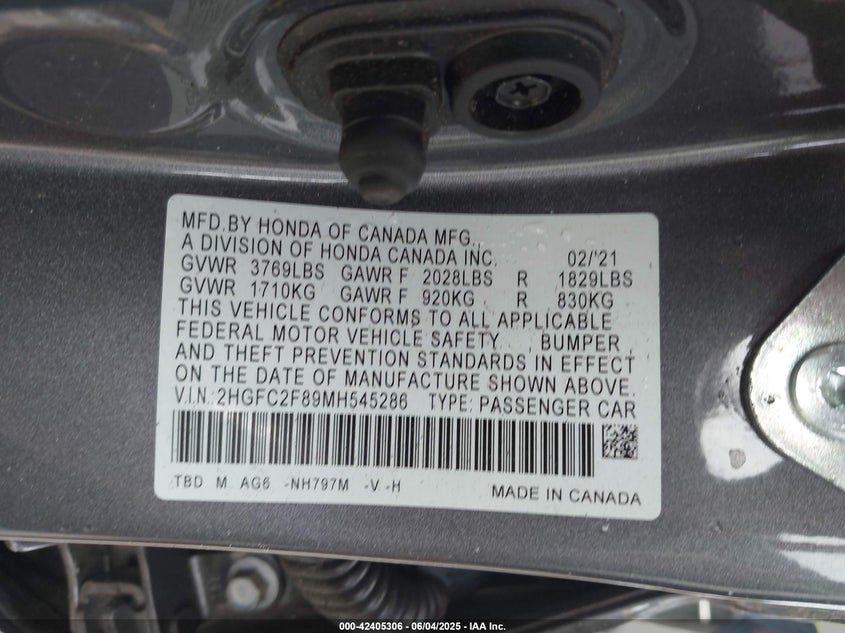 MFD.BY HONDA OF CANADA MFG.,
A DIVISION OF HONDA CANADA INC. 02/'21
GVWR 3769LBS GAWR F 2028LBS R 1829LBS
GVWR 1710KG GAWR F 920KG R 830KG
THIS VEHICLE CONFORMS TO ALL APPLICABLE
FEDERAL MOTOR VEHICLE SAFETY, BUMPER,
AND THEFT PREVENTION STANDARDS IN EFFECT
ON THE DATE OF MANUFACTURE SHOWN ABOVE.
V.I.N.:2HGFC2F89MH545286 TYPE: PASSENGER CAR
TBD M AG6 -NH797M -V -H MADE IN CANADA
000-42405306 - 06/04/2025 - IAA Inc.